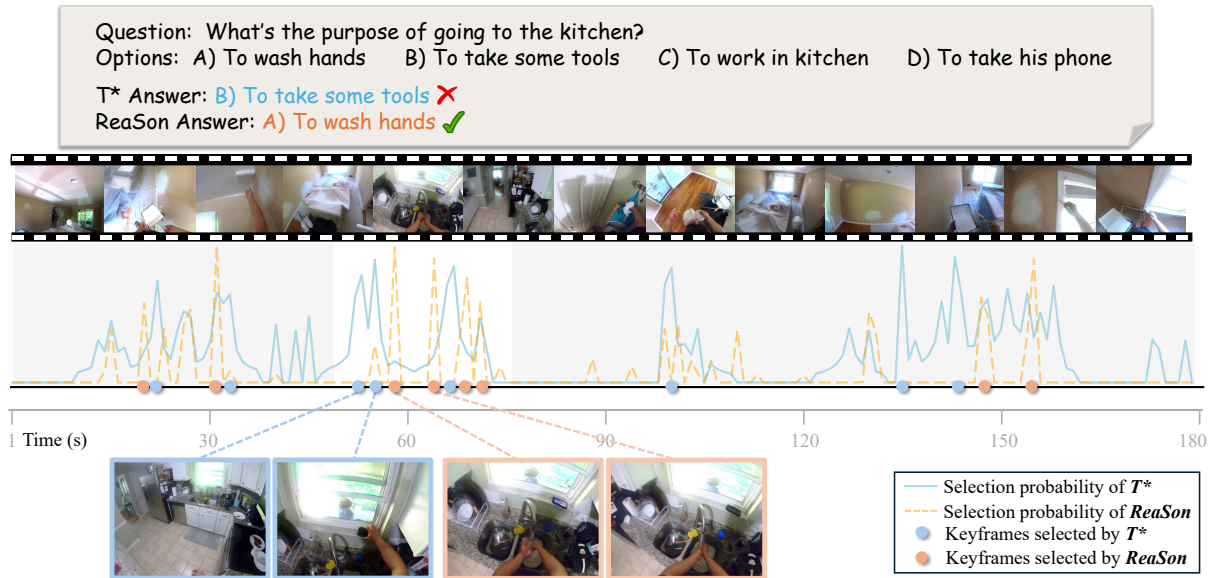 Question: What's the purpose of going to the kitchen?
Options: A) To wash hands B) To take some tools C) To work in kitchen D) To take his phone
T* Answer: B) To take some tools ✗
ReaSon Answer: A) To wash hands ✓
1 Time (s) 30 60 90 120 150 180
Selection probability of T*
Selection probability of ReaSon
Keyframes selected by T*
Keyframes selected by ReaSon